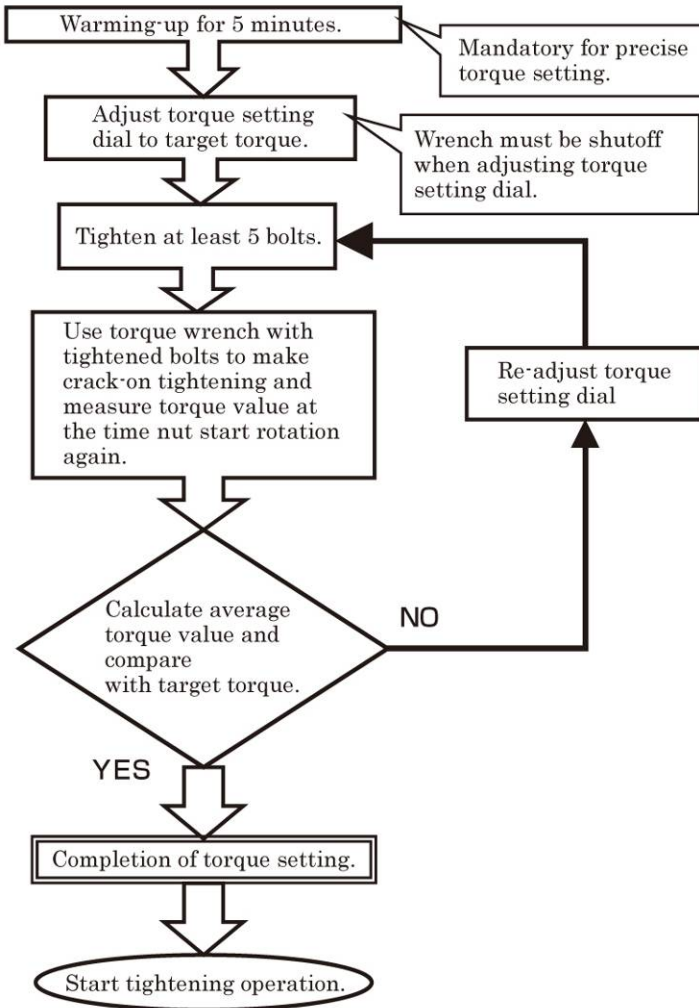 Warming-up for 5 minutes.
Mandatory for precise
torque setting.
Adjust torque setting
dial to target torque.
Wrench must be shutoff
when adjusting torque
setting dial.
Tighten at least 5 bolts.
Use torque wrench with
tightened bolts to make
crack-on tightening and
measure torque value at
the time nut start rotation
again.
Re-adjust torque
setting dial
Calculate average
torque value and
compare
with target torque.
NO
YES
Completion of torque setting.
Start tightening operation.